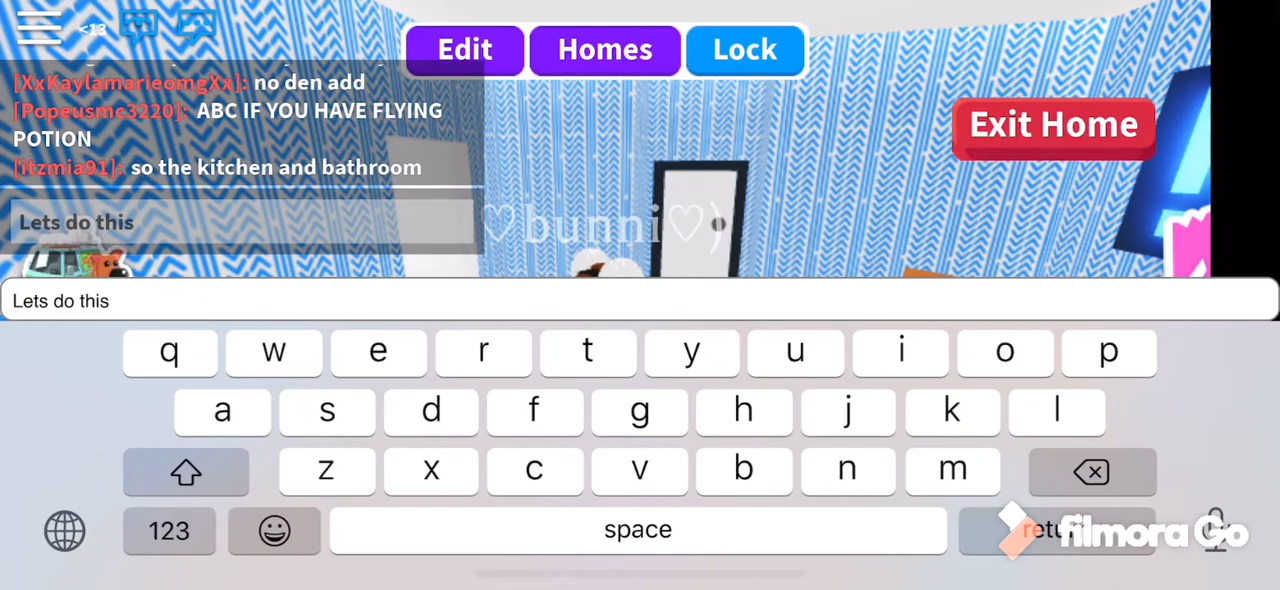 <13
Edit Homes Lock
[XxKaylamarieomgXx]: no den add
[Popeusmc3220]: ABC IF YOU HAVE FLYING
POTION
[itzmia91]: so the kitchen and bathroom
Exit Home
Lets do this
♡bunni♡)
Lets do this
q w e r t y u i o p
a s d f g h j k l
z x c v b n m
123 space return
filmora Go